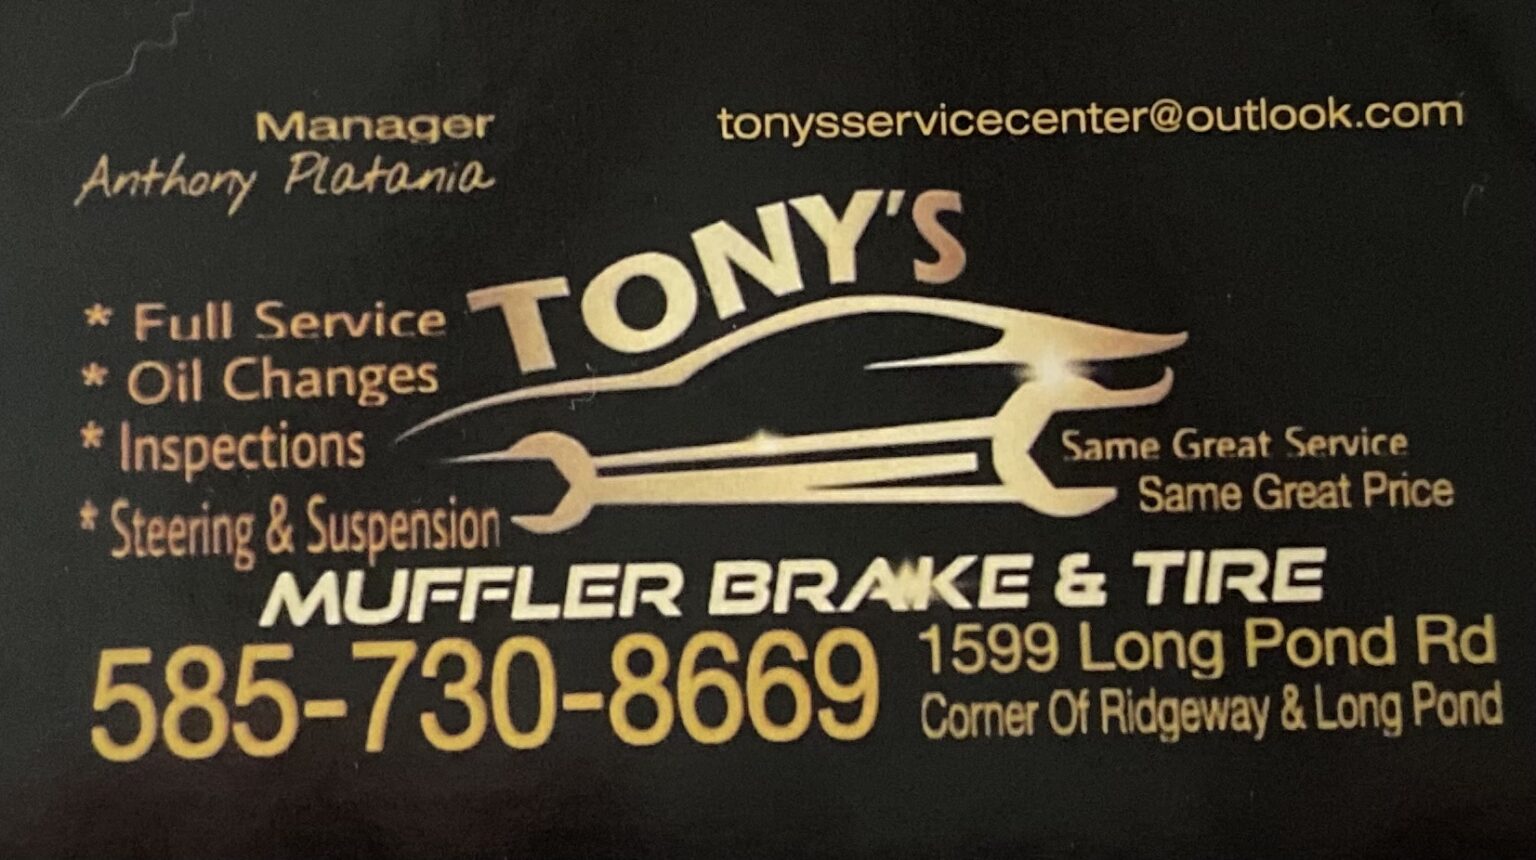 Manager
Anthony Platania
tonysservicecenter@outlook.com
TONY'S
* Full Service
* Oil Changes
* Inspections
* Steering & Suspension
Same Great Service
Same Great Price
MUFFLER BRAKE & TIRE
585-730-8669
1599 Long Pond Rd
Corner Of Ridgeway & Long Pond